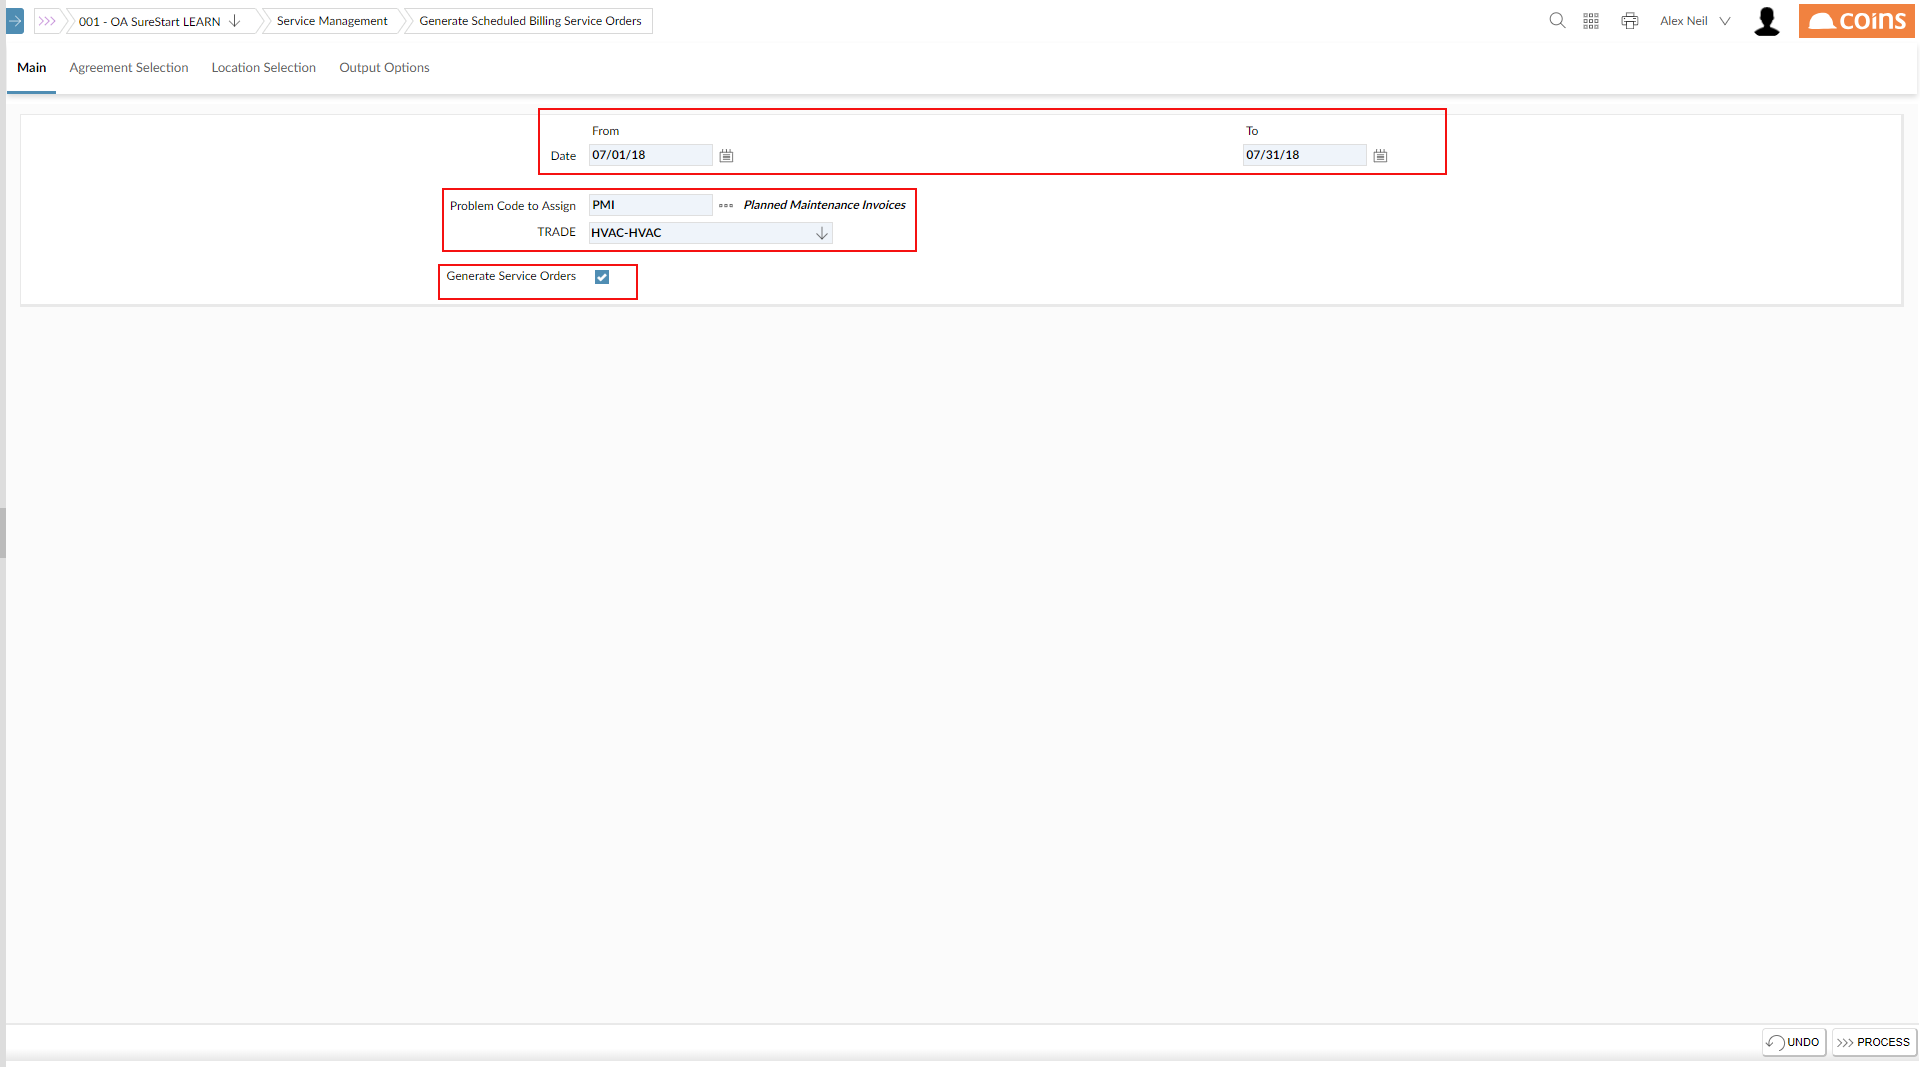 001 - OA SureStart LEARN
Service Management
Generate Scheduled Billing Service Orders
Alex Neil
coins
Main
Agreement Selection
Location Selection
Output Options
From
To
Date
07/01/18
07/31/18
Problem Code to Assign
PMI
Planned Maintenance Invoices
TRADE
HVAC-HVAC
Generate Service Orders
UNDO
PROCESS